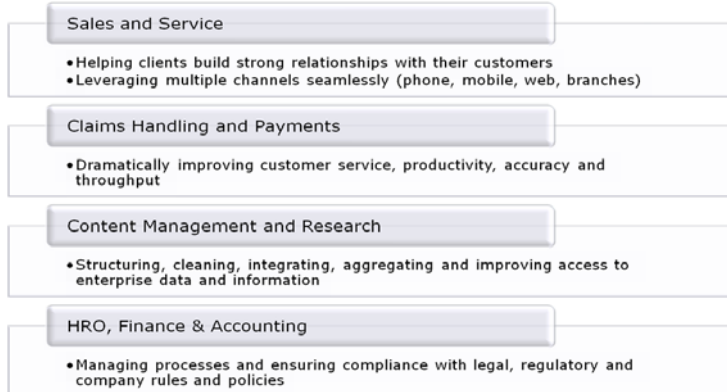 Sales and Service
•Helping clients build strong relationships with their customers
•Leveraging multiple channels seamlessly (phone, mobile, web, branches)
Claims Handling and Payments
•Dramatically improving customer service, productivity, accuracy and
throughput
Content Management and Research
•Structuring, cleaning, integrating, aggregating and improving access to
enterprise data and information
HRO, Finance & Accounting
•Managing processes and ensuring compliance with legal, regulatory and
company rules and policies